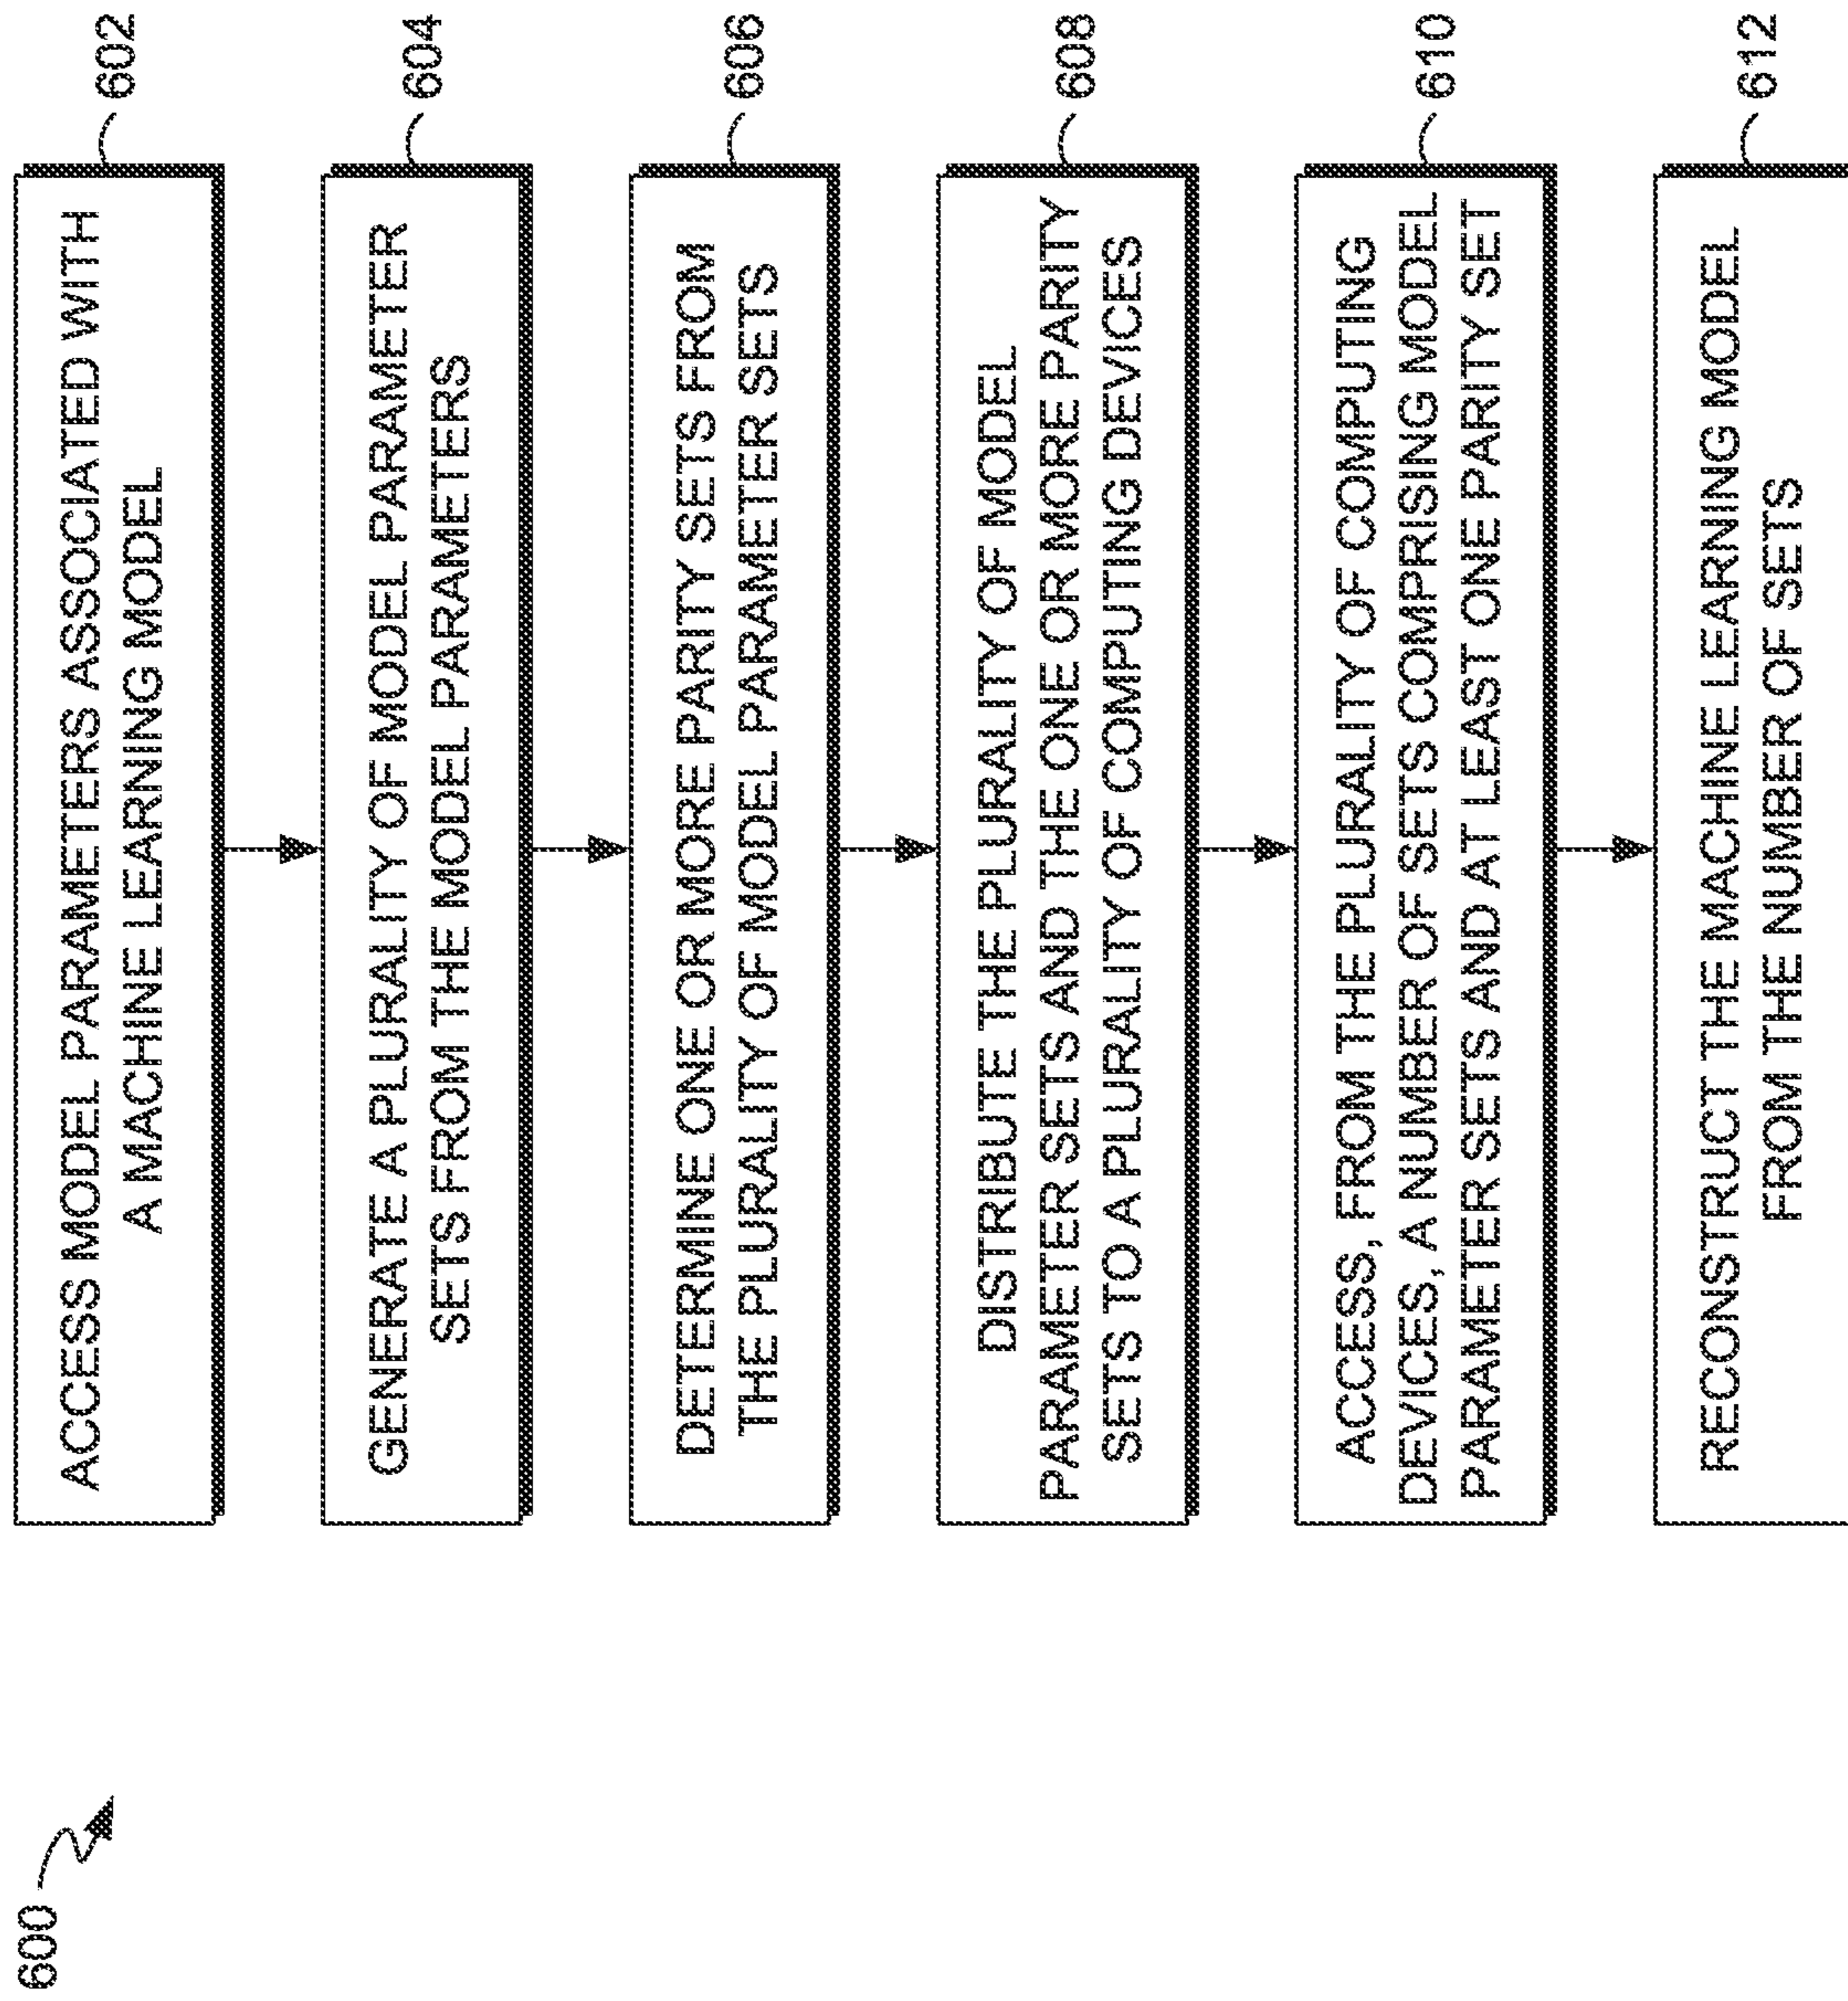 600
ACCESS MODEL PARAMETERS ASSOCIATED WITH
A MACHINE LEARNING MODEL
602
GENERATE A PLURALITY OF MODEL PARAMETER
SETS FROM THE MODEL PARAMETERS
604
DETERMINE ONE OR MORE PARITY SETS FROM
THE PLURALITY OF MODEL PARAMETER SETS
606
DISTRIBUTE THE PLURALITY OF MODEL
PARAMETER SETS AND THE ONE OR MORE PARITY
SETS TO A PLURALITY OF COMPUTING DEVICES
608
ACCESS, FROM THE PLURALITY OF COMPUTING
DEVICES, A NUMBER OF SETS COMPRISING MODEL
PARAMETER SETS AND AT LEAST ONE PARITY SET
610
RECONSTRUCT THE MACHINE LEARNING MODEL
FROM THE NUMBER OF SETS
612